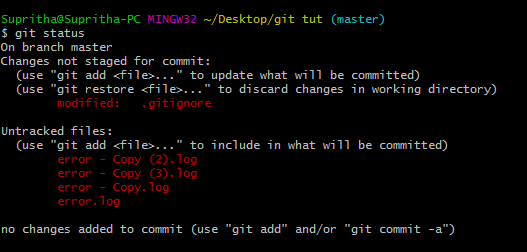 Supritha@Supritha-PC MINGW32 ~/Desktop/git tut (master)
$ git status
On branch master
Changes not staged for commit:
  (use "git add <file>..." to update what will be committed)
  (use "git restore <file>..." to discard changes in working directory)
        modified:   .gitignore

Untracked files:
  (use "git add <file>..." to include in what will be committed)
        error - Copy (2).log
        error - Copy (3).log
        error - Copy.log
        error.log

no changes added to commit (use "git add" and/or "git commit -a")